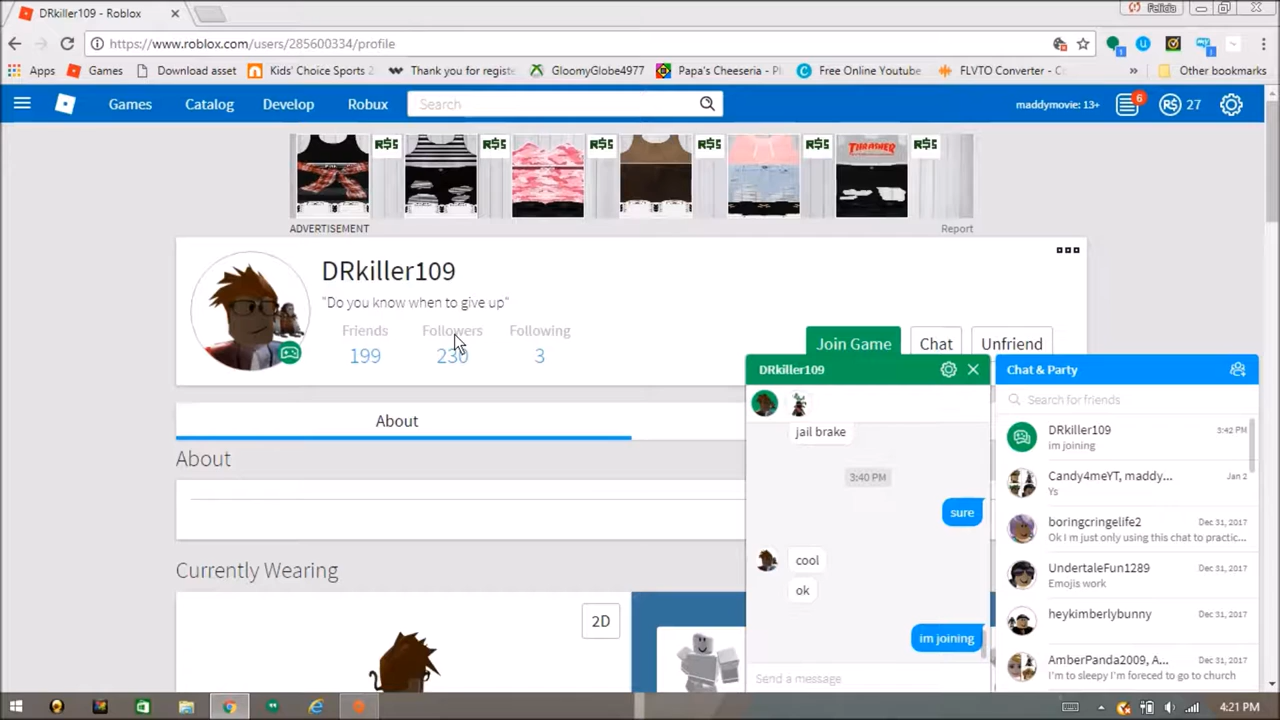 DRkiller109 - Roblox
Felicia
https://www.roblox.com/users/285600334/profile
1
1
Apps
Games
Download asset
Kids' Choice Sports 2
Thank you for registe
GloomyGlobe4977
Papa's Cheeseria - Pl
Free Online Youtube
FLVTO Converter - C
Other bookmarks
Games
Catalog
Develop
Robux
Search
maddymovie: 13+
6
R$ 27
R$5
R$5
R$5
R$5
R$5
THRASHER
R$5
ADVERTISEMENT
Report
DRkiller109
"Do you know when to give up"
Friends
Followers
Following
199
230
3
Join Game
Chat
Unfriend
About
About
Currently Wearing
2D
DRkiller109
jail brake
3:40 PM
sure
cool
ok
im joining
Send a message
Chat & Party
Search for friends
DRkiller109
3:42 PM
im joining
Candy4meYT, maddy...
Jan 2
Ys
boringcringelife2
Dec 31, 2017
Ok I m just only using this chat to practic...
UndertaleFun1289
Dec 31, 2017
Emojis work
heykimberlybunny
Dec 31, 2017
AmberPanda2009, A...
Dec 31, 2017
I'm to sleepy I'm foreced to go to church
4:21 PM